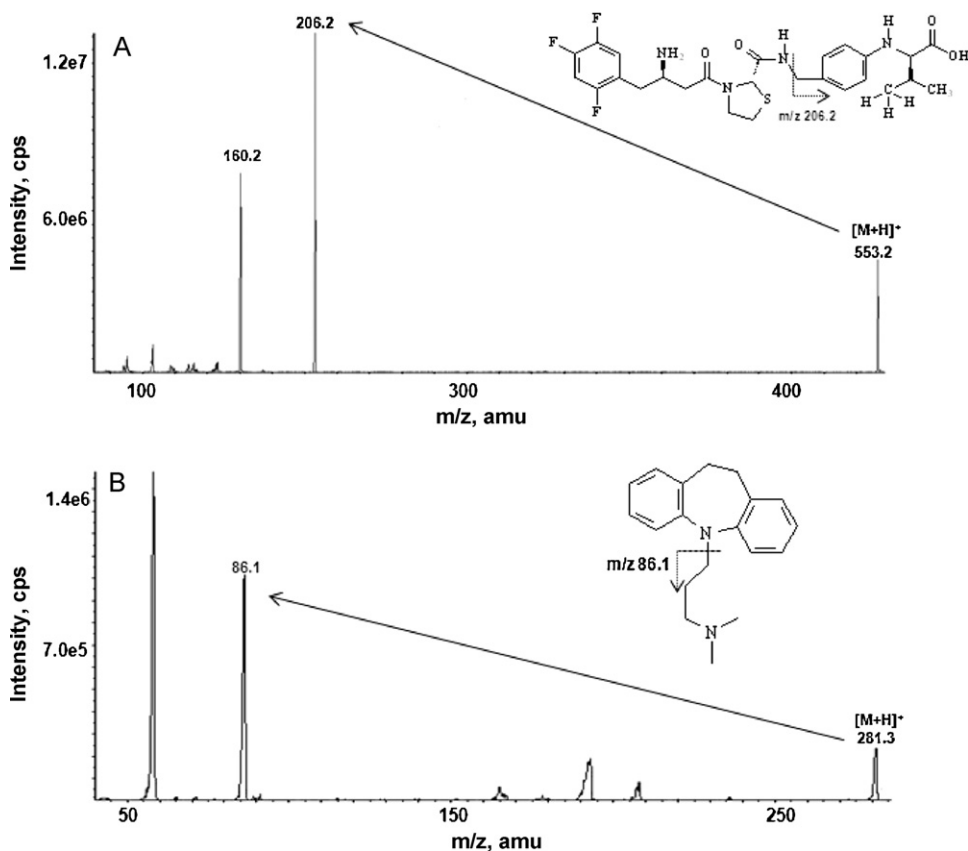 A
206.2
1.2e7
160.2
6.0e6
Intensity, cps
F
F
F
NH2
O
N
S
O
H
N
m/z 206.2
H
N
O
OH
H
C
H
H
CH3
[M+H]+
553.2
100
300
400
m/z, amu
B
1.4e6
86.1
7.0e5
Intensity, cps
N
m/z 86.1
N
[M+H]+
281.3
50
150
250
m/z, amu